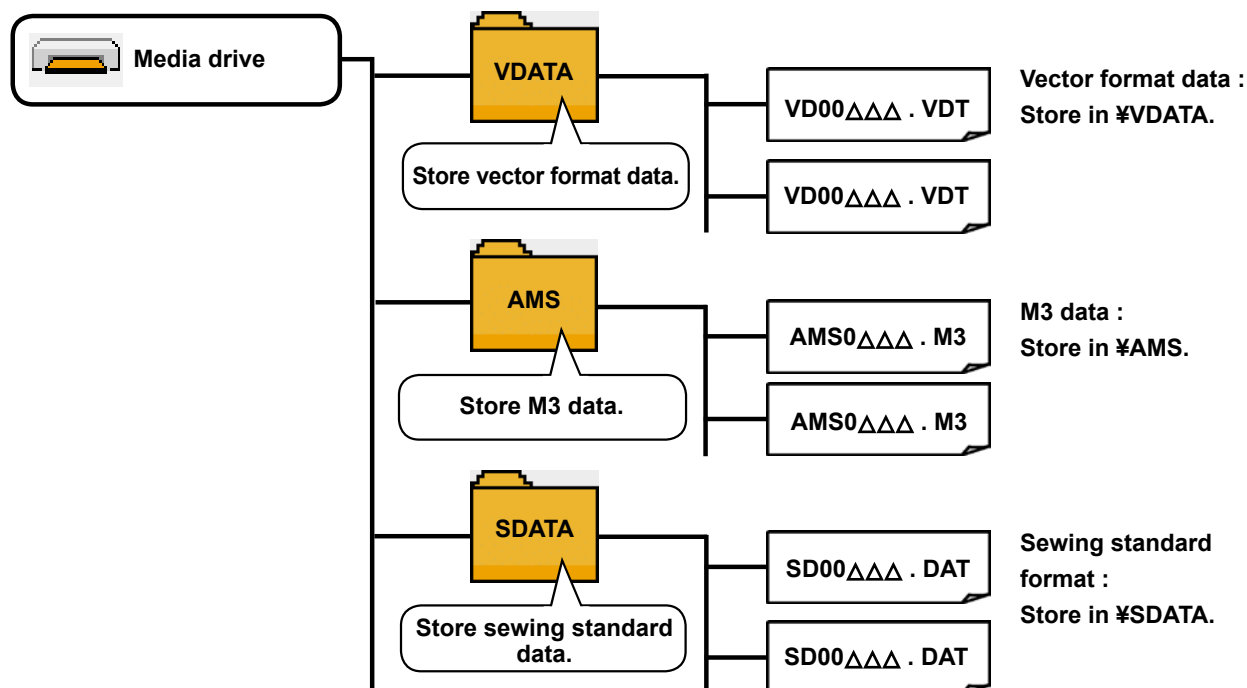 Media drive
VDATA
Store vector format data.
VD00△△△ . VDT
VD00△△△ . VDT
Vector format data :
Store in ¥VDATA.
AMS
Store M3 data.
AMS0△△△ . M3
AMS0△△△ . M3
M3 data :
Store in ¥AMS.
SDATA
Store sewing standard
data.
SD00△△△ . DAT
SD00△△△ . DAT
Sewing standard
format :
Store in ¥SDATA.